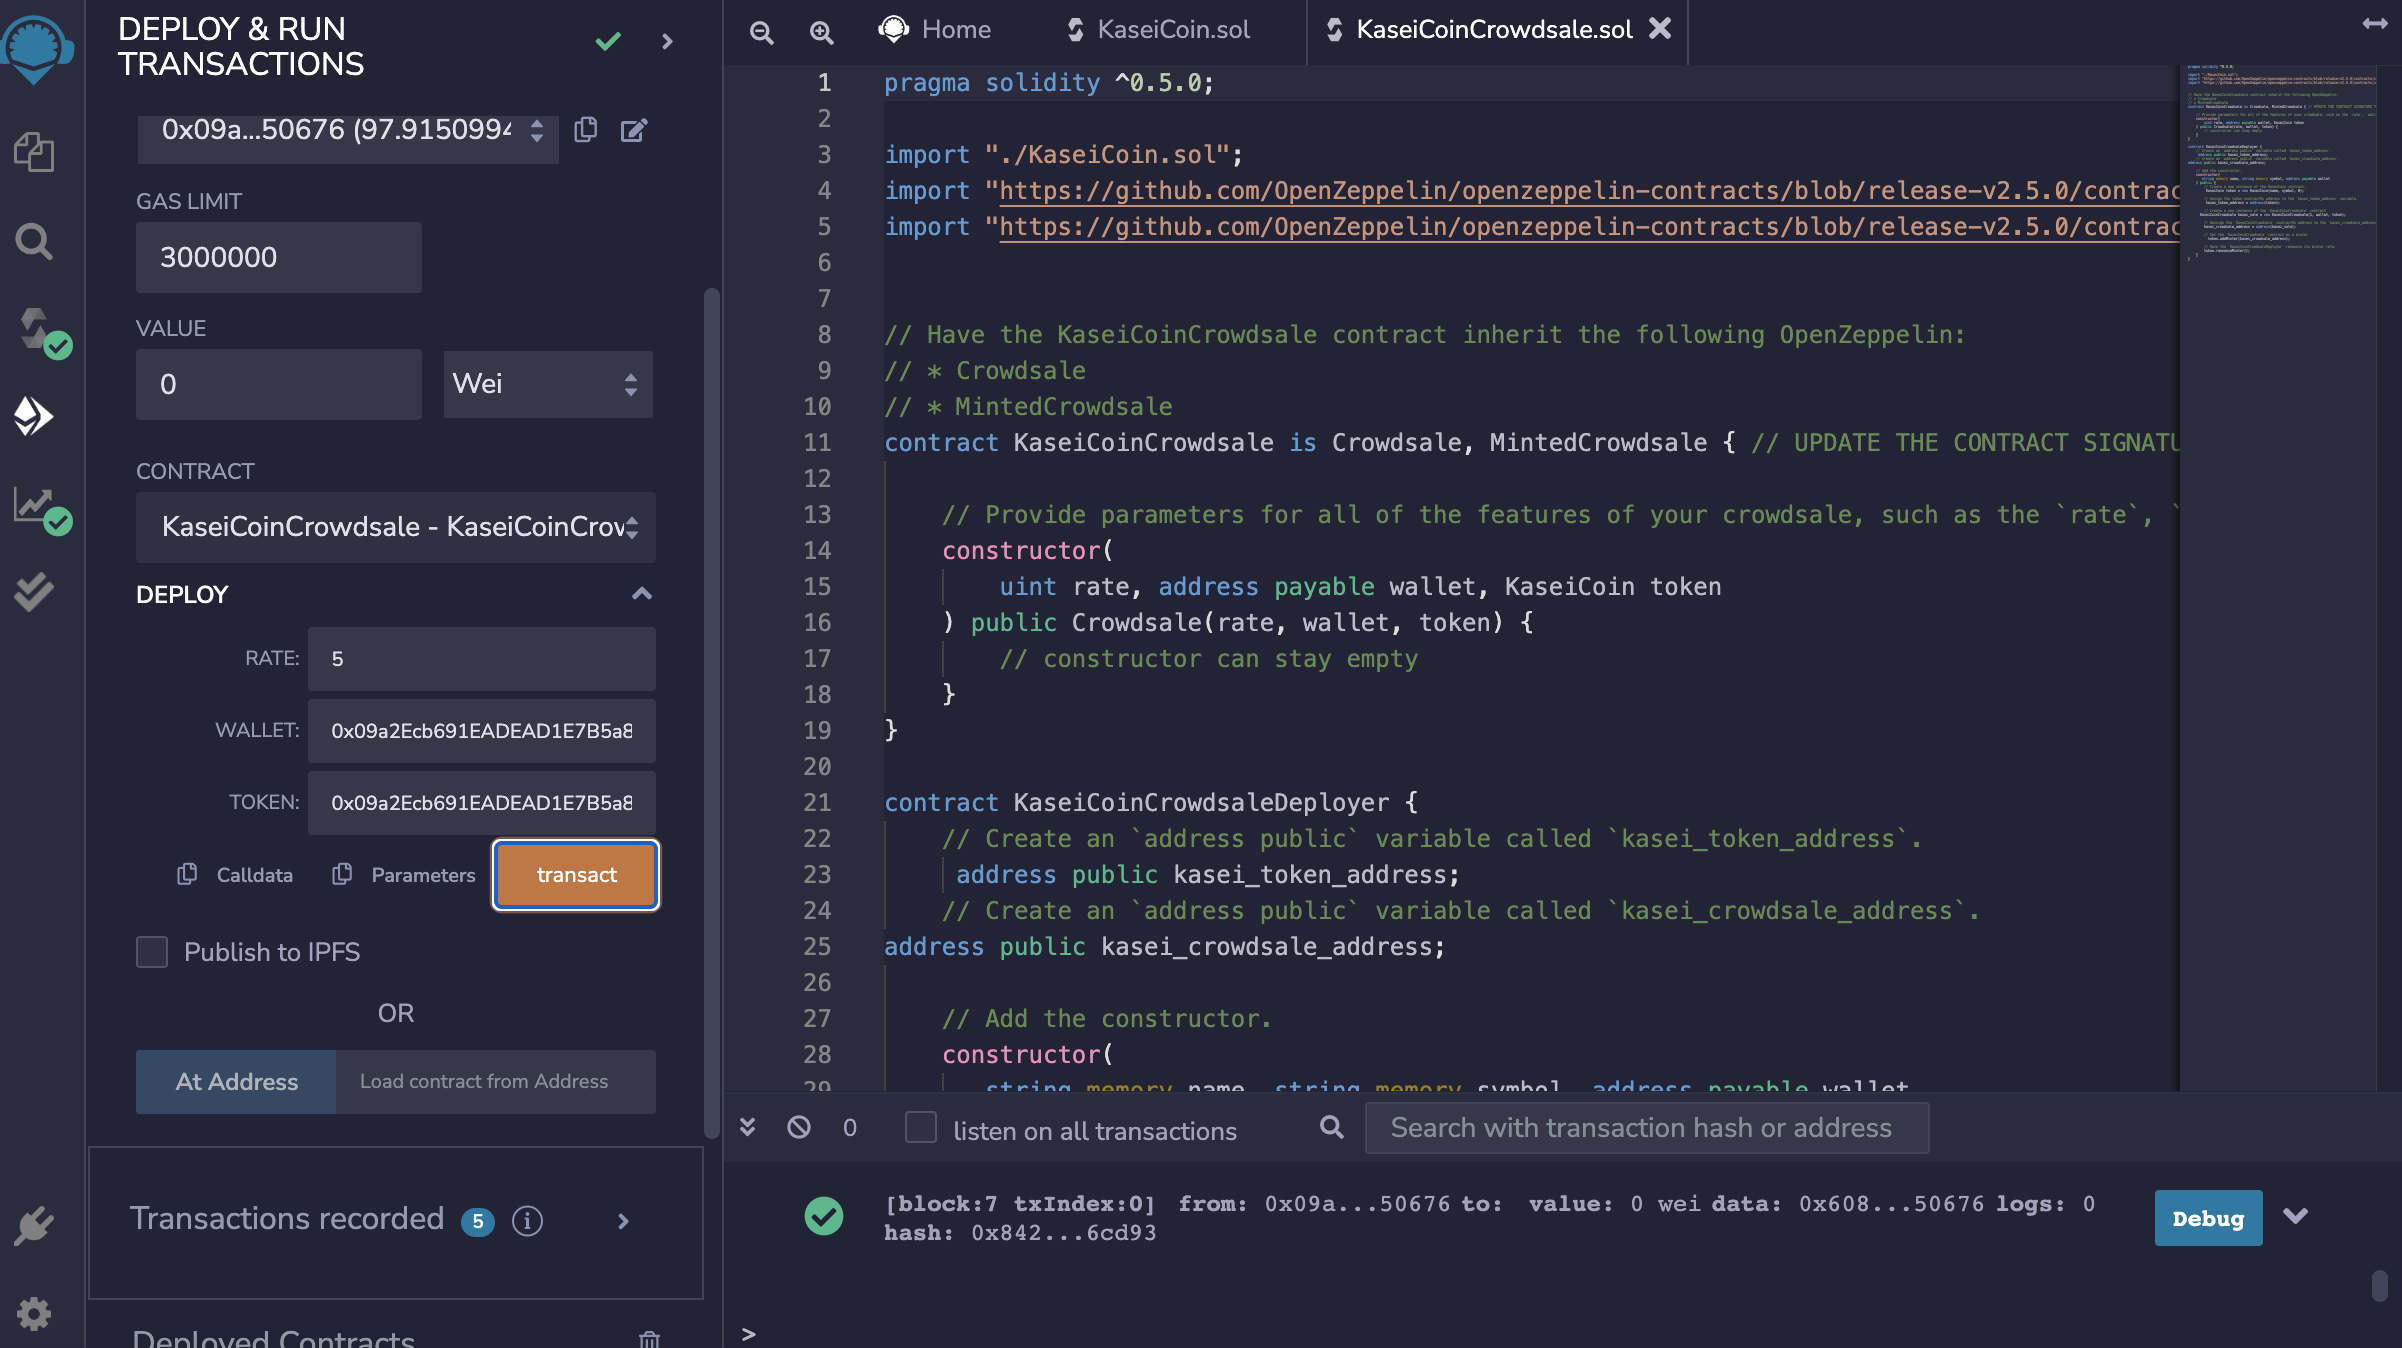 DEPLOY & RUN
TRANSACTIONS
0x09a...50676 (97.9150994
GAS LIMIT
3000000
VALUE
0
Wei
CONTRACT
KaseiCoinCrowdsale - KaseiCoinCrow
DEPLOY
RATE: 5
WALLET: 0x09a2Ecb691EADEAD1E7B5a8
TOKEN: 0x09a2Ecb691EADEAD1E7B5a8
Calldata Parameters transact
Publish to IPFS
OR
At Address Load contract from Address
Transactions recorded 5 i
Deployed Contracts
Home KaseiCoin.sol KaseiCoinCrowdsale.sol
1 pragma solidity ^0.5.0;
2
3 import "./KaseiCoin.sol";
4 import "https://github.com/OpenZeppelin/openzeppelin-contracts/blob/release-v2.5.0/contrac
5 import "https://github.com/OpenZeppelin/openzeppelin-contracts/blob/release-v2.5.0/contrac
6
7
8 // Have the KaseiCoinCrowdsale contract inherit the following OpenZeppelin:
9 // * Crowdsale
10 // * MintedCrowdsale
11 contract KaseiCoinCrowdsale is Crowdsale, MintedCrowdsale { // UPDATE THE CONTRACT SIGNATU
12
13 // Provide parameters for all of the features of your crowdsale, such as the `rate`, `
14 constructor(
15 uint rate, address payable wallet, KaseiCoin token
16 ) public Crowdsale(rate, wallet, token) {
17 // constructor can stay empty
18 }
19 }
20
21 contract KaseiCoinCrowdsaleDeployer {
22 // Create an `address public` variable called `kasei_token_address`.
23 address public kasei_token_address;
24 // Create an `address public` variable called `kasei_crowdsale_address`.
25 address public kasei_crowdsale_address;
26
27 // Add the constructor.
28 constructor(
29 string memory name, string memory symbol, address payable wallet
0 listen on all transactions Search with transaction hash or address
[block:7 txIndex:0] from: 0x09a...50676 to: value: 0 wei data: 0x608...50676 logs: 0
hash: 0x842...6cd93
Debug
>